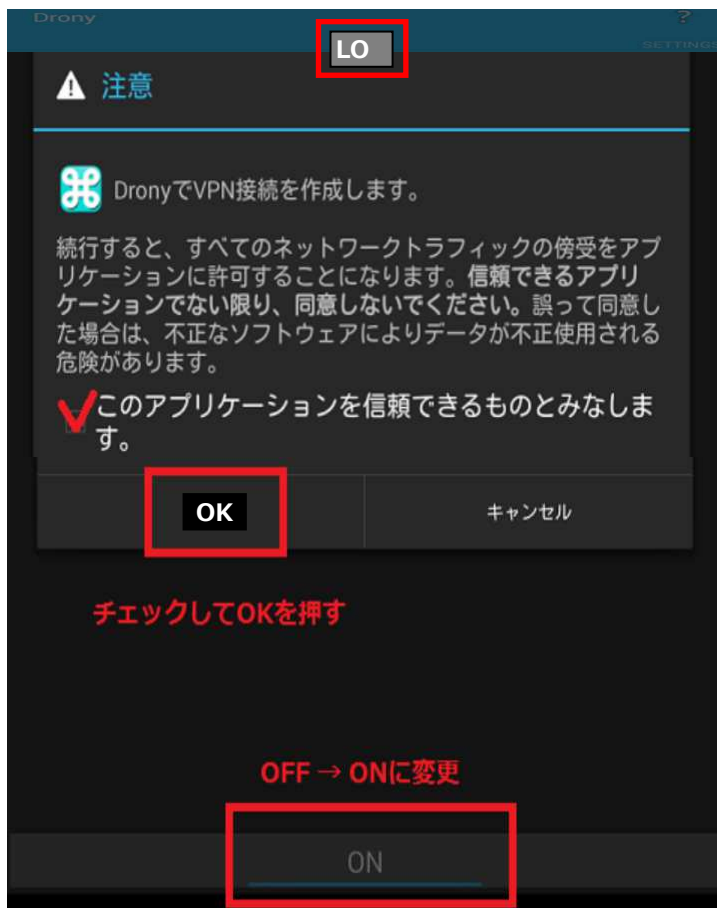 Drony
?
LO
SETTINGS
注意
DronyでVPN接続を作成します。
続行すると、すべてのネットワークトラフィックの傍受をアプ
リケーションに許可することになります。信頼できるアプリ
ケーションでない限り、同意しないでください。誤って同意し
た場合は、不正なソフトウェアによりデータが不正使用される
危険があります。
このアプリケーションを信頼できるものとみなしま
す。
OK
キャンセル
チェックしてOKを押す
OFF → ONに変更
ON